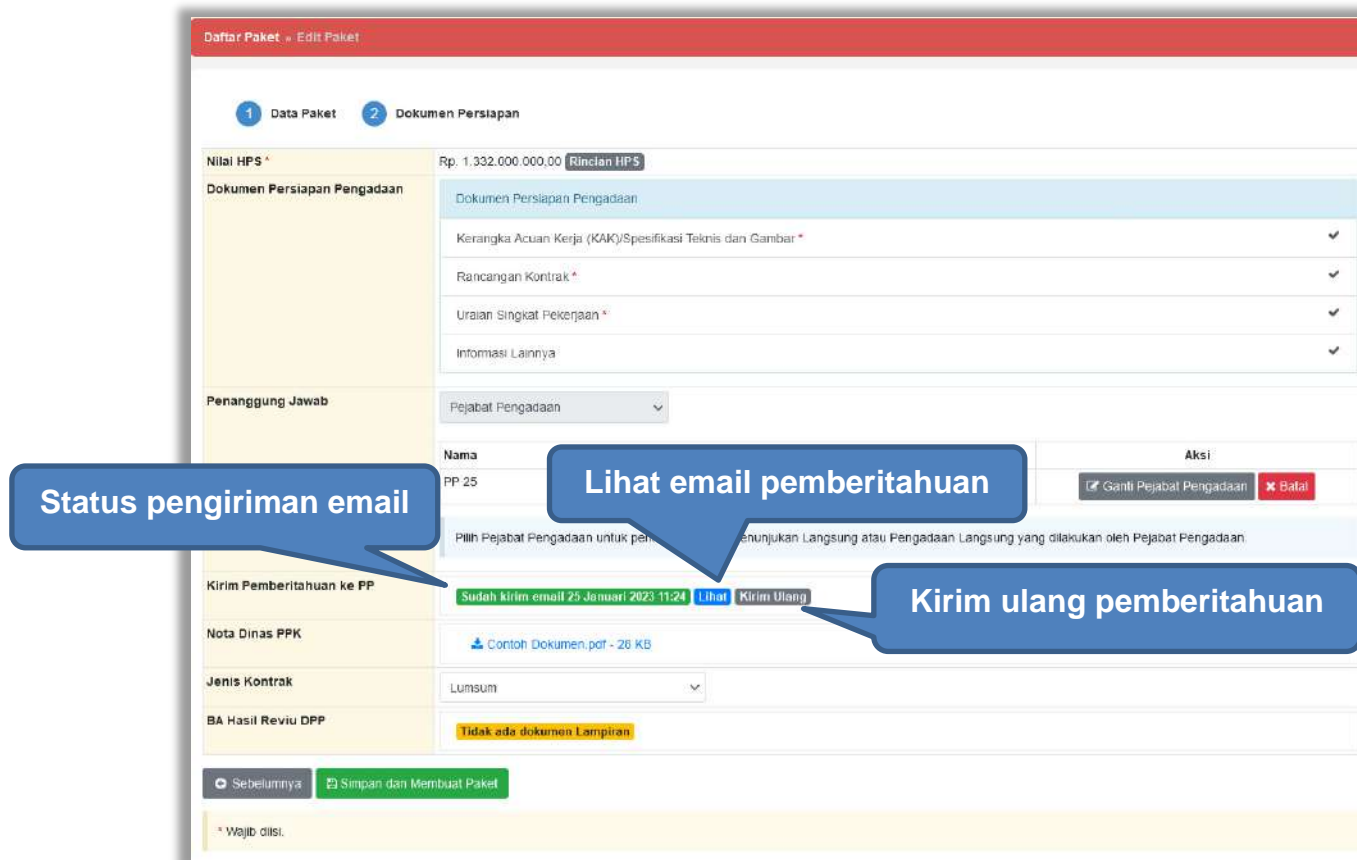 Daftar Paket » Edit Paket
1 Data Paket 2 Dokumen Persiapan
Nilai HPS * Rp. 1.332.000.000,00 Rincian HPS
Dokumen Persiapan Pengadaan
Dokumen Persiapan Pengadaan
Kerangka Acuan Kerja (KAK)/Spesifikasi Teknis dan Gambar *
Rancangan Kontrak *
Uraian Singkat Pekerjaan *
Informasi Lainnya
Penanggung Jawab
Pejabat Pengadaan
Nama Aksi
PP 25 Ganti Pejabat Pengadaan Batal
Status pengiriman email
Lihat email pemberitahuan
Pilih Pejabat Pengadaan untuk Penunjukan Langsung atau Pengadaan Langsung yang dilakukan oleh Pejabat Pengadaan.
Kirim Pemberitahuan ke PP
Sudah kirim email 25 Januari 2023 11:24 Lihat Kirim Ulang
Kirim ulang pemberitahuan
Nota Dinas PPK
Contoh Dokumen.pdf - 26 KB
Jenis Kontrak
Lumsum
BA Hasil Reviu DPP
Tidak ada dokumen Lampiran
Sebelumnya Simpan dan Membuat Paket
* Wajib diisi.